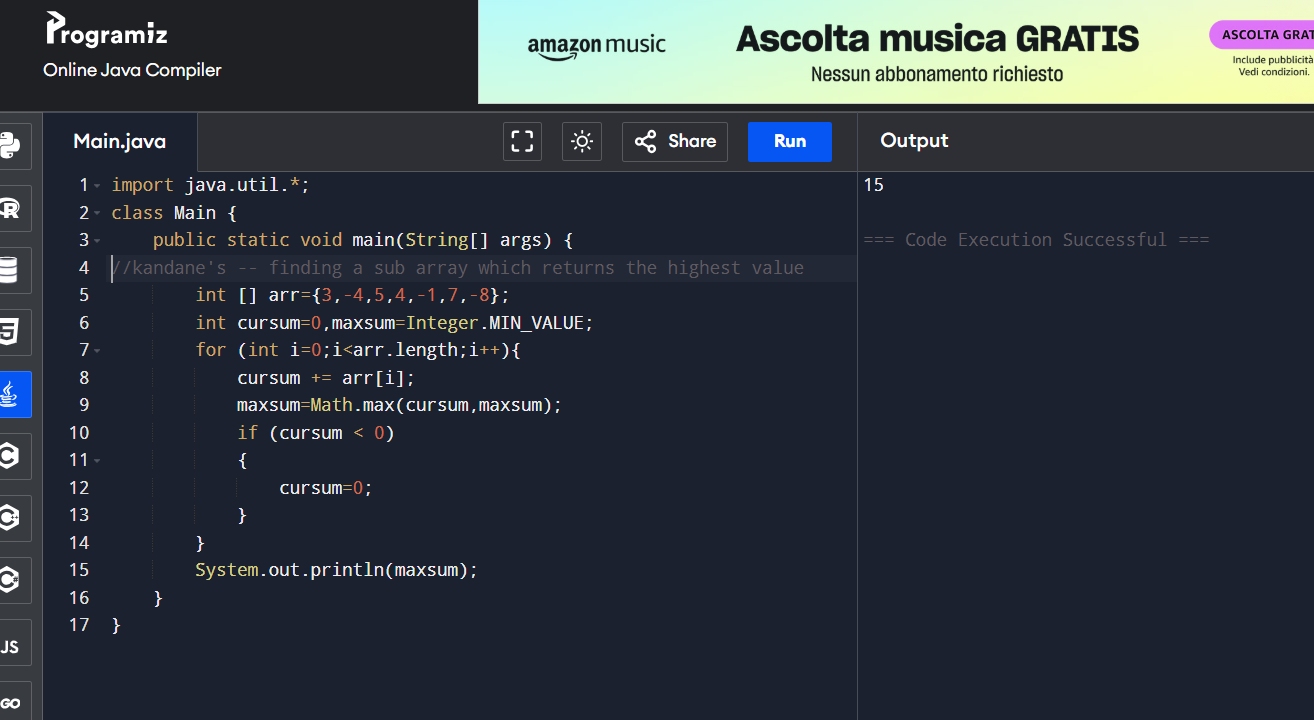 Programiz
Online Java Compiler
amazon music
Ascolta musica GRATIS
Nessun abbonamento richiesto
ASCOLTA GRAT
Include pubblicità
Vedi condizioni.
Main.java
Share
Run
Output
1 import java.util.*;
2 class Main {
3 public static void main(String[] args) {
4 //kandane's -- finding a sub array which returns the highest value
5 int [] arr={3,-4,5,4,-1,7,-8};
6 int cursum=0,maxsum=Integer.MIN_VALUE;
7 for (int i=0;i<arr.length;i++){
8 cursum += arr[i];
9 maxsum=Math.max(cursum,maxsum);
10 if (cursum < 0)
11 {
12 cursum=0;
13 }
14 }
15 System.out.println(maxsum);
16 }
17 }
15
=== Code Execution Successful ===
R
5
C
C
C
JS
GO